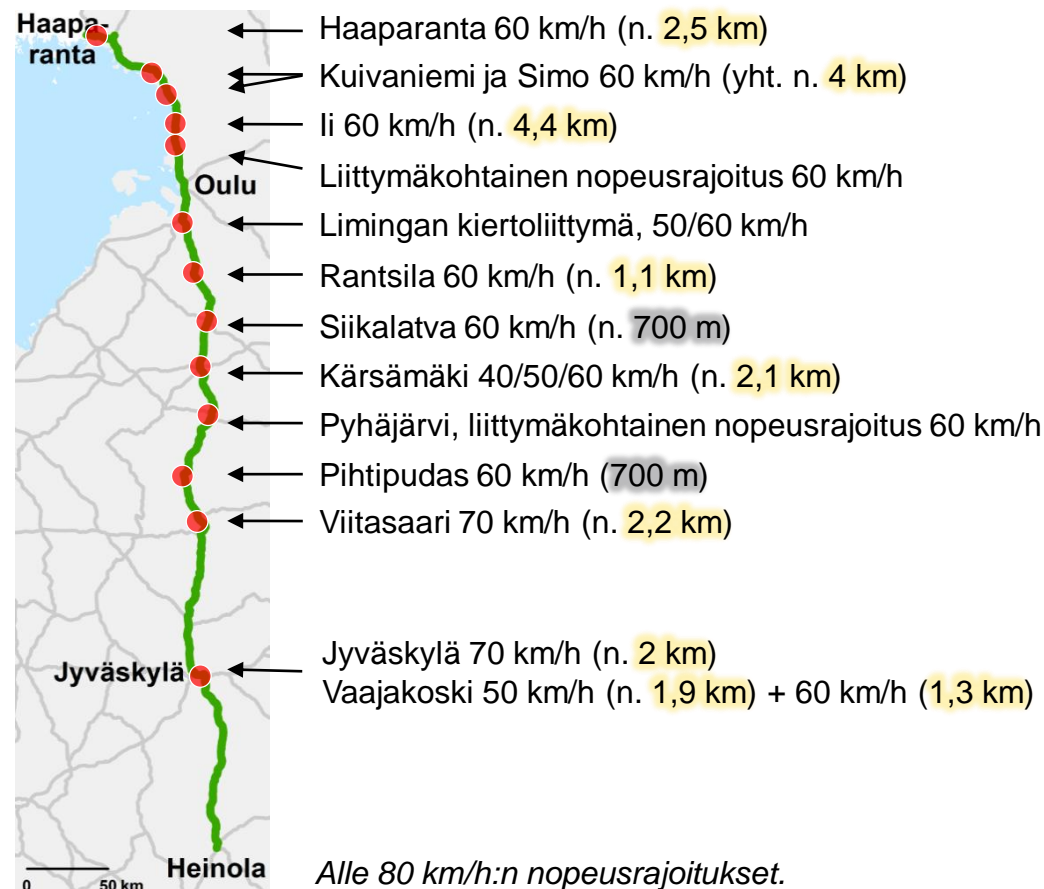 Haapa-
ranta
Haaparanta 60 km/h (n. 2,5 km)
Kuivaniemi ja Simo 60 km/h (yht. n. 4 km)
Ii 60 km/h (n. 4,4 km)
Liittymäkohtainen nopeusrajoitus 60 km/h
Oulu
Limingan kiertoliittymä, 50/60 km/h
Rantsila 60 km/h (n. 1,1 km)
Siikalatva 60 km/h (n. 700 m)
Kärsämäki 40/50/60 km/h (n. 2,1 km)
Pyhäjärvi, liittymäkohtainen nopeusrajoitus 60 km/h
Pihtipudas 60 km/h (700 m)
Viitasaari 70 km/h (n. 2,2 km)
Jyväskylä
Jyväskylä 70 km/h (n. 2 km)
Vaajakoski 50 km/h (n. 1,9 km) + 60 km/h (1,3 km)
Heinola
0 50 km
Alle 80 km/h:n nopeusrajoitukset.